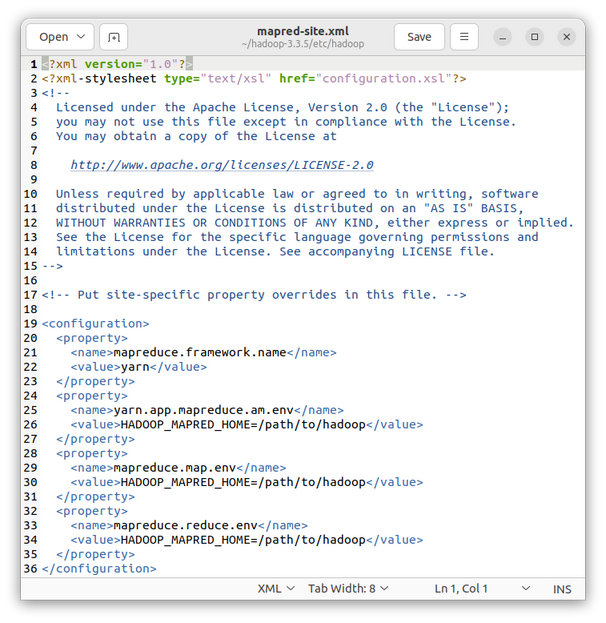 Open
mapred-site.xml
~/hadoop-3.3.5/etc/hadoop
Save
1 <?xml version="1.0"?>
2 <?xml-stylesheet type="text/xsl" href="configuration.xsl"?>
3 <!--
4   Licensed under the Apache License, Version 2.0 (the "License");
5   you may not use this file except in compliance with the License.
6   You may obtain a copy of the License at
7
8     http://www.apache.org/licenses/LICENSE-2.0
9
10   Unless required by applicable law or agreed to in writing, software
11   distributed under the License is distributed on an "AS IS" BASIS,
12   WITHOUT WARRANTIES OR CONDITIONS OF ANY KIND, either express or implied.
13   See the License for the specific language governing permissions and
14   limitations under the License. See accompanying LICENSE file.
15 -->
16
17 <!-- Put site-specific property overrides in this file. -->
18
19 <configuration>
20   <property>
21     <name>mapreduce.framework.name</name>
22     <value>yarn</value>
23   </property>
24   <property>
25     <name>yarn.app.mapreduce.am.env</name>
26     <value>HADOOP_MAPRED_HOME=/path/to/hadoop</value>
27   </property>
28   <property>
29     <name>mapreduce.map.env</name>
30     <value>HADOOP_MAPRED_HOME=/path/to/hadoop</value>
31   </property>
32   <property>
33     <name>mapreduce.reduce.env</name>
34     <value>HADOOP_MAPRED_HOME=/path/to/hadoop</value>
35   </property>
36 </configuration>
XML Tab Width: 8 Ln 1, Col 1 INS